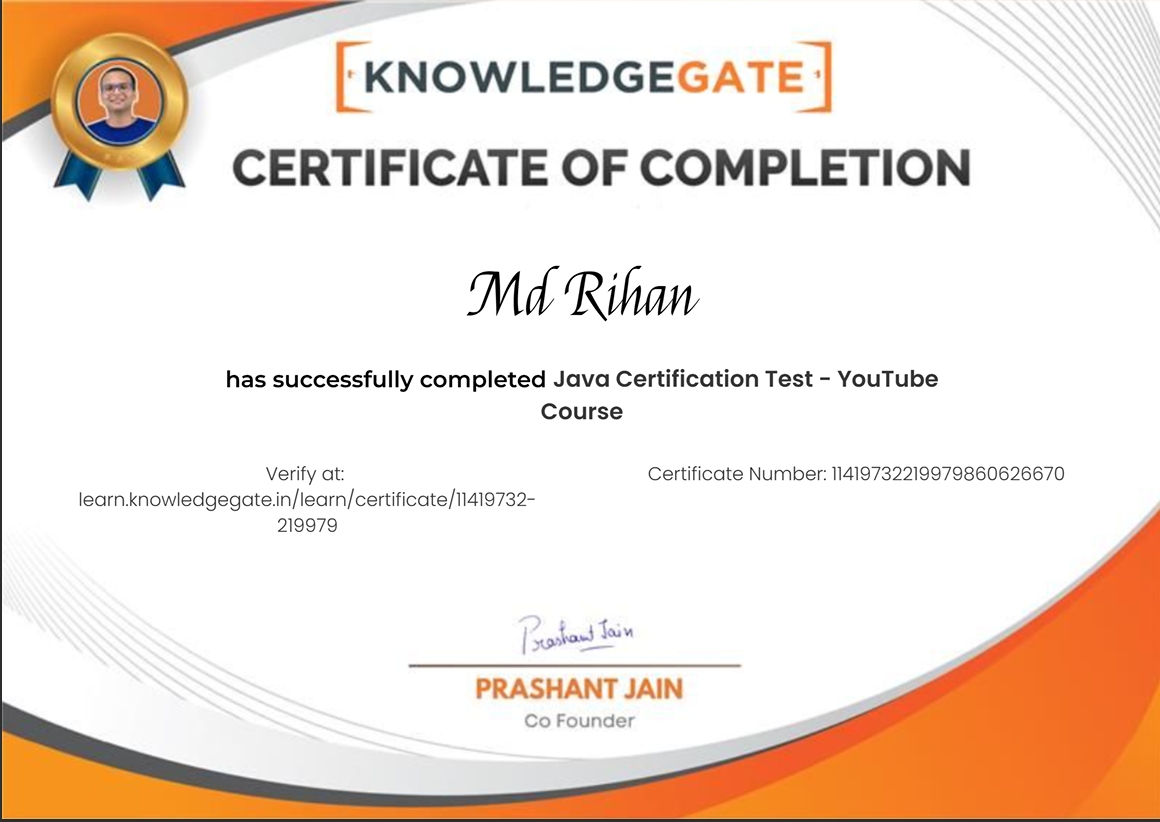 KNOWLEDGEGATE
CERTIFICATE OF COMPLETION
Md Rihan
has successfully completed Java Certification Test - YouTube
Course
Verify at:
learn.knowledgegate.in/learn/certificate/11419732-
219979
Certificate Number: 11419732219979860626670
Prashant Jain
PRASHANT JAIN
Co Founder